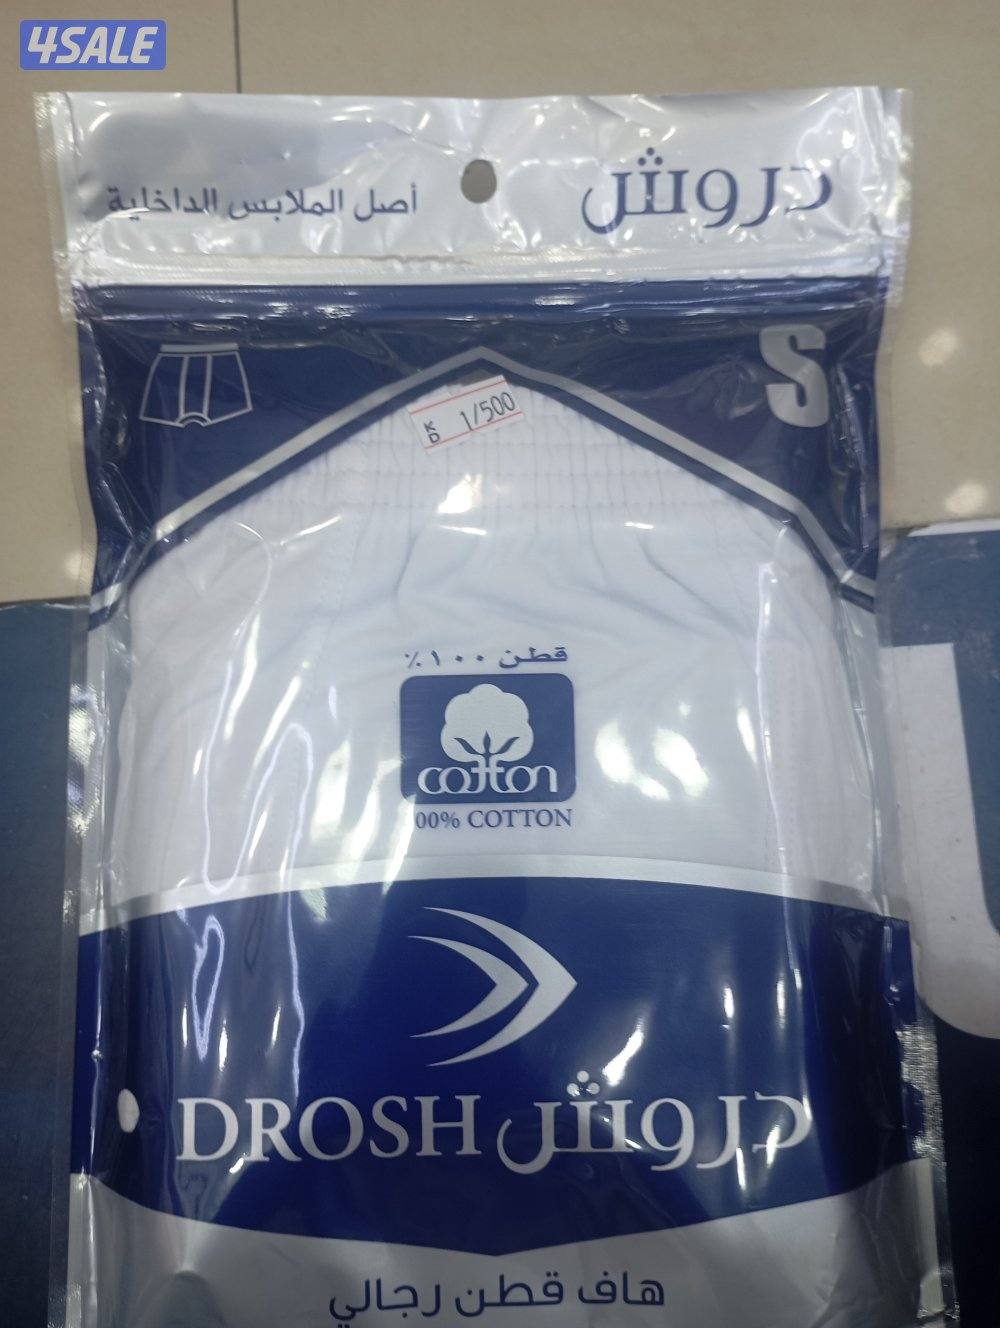 4SALE
دروش
أصل الملابس الداخلية
S
K
D 1/500
قطن ١٠٠٪
cotton
00% COTTON
DROSH دروش
هاف قطن رجالي